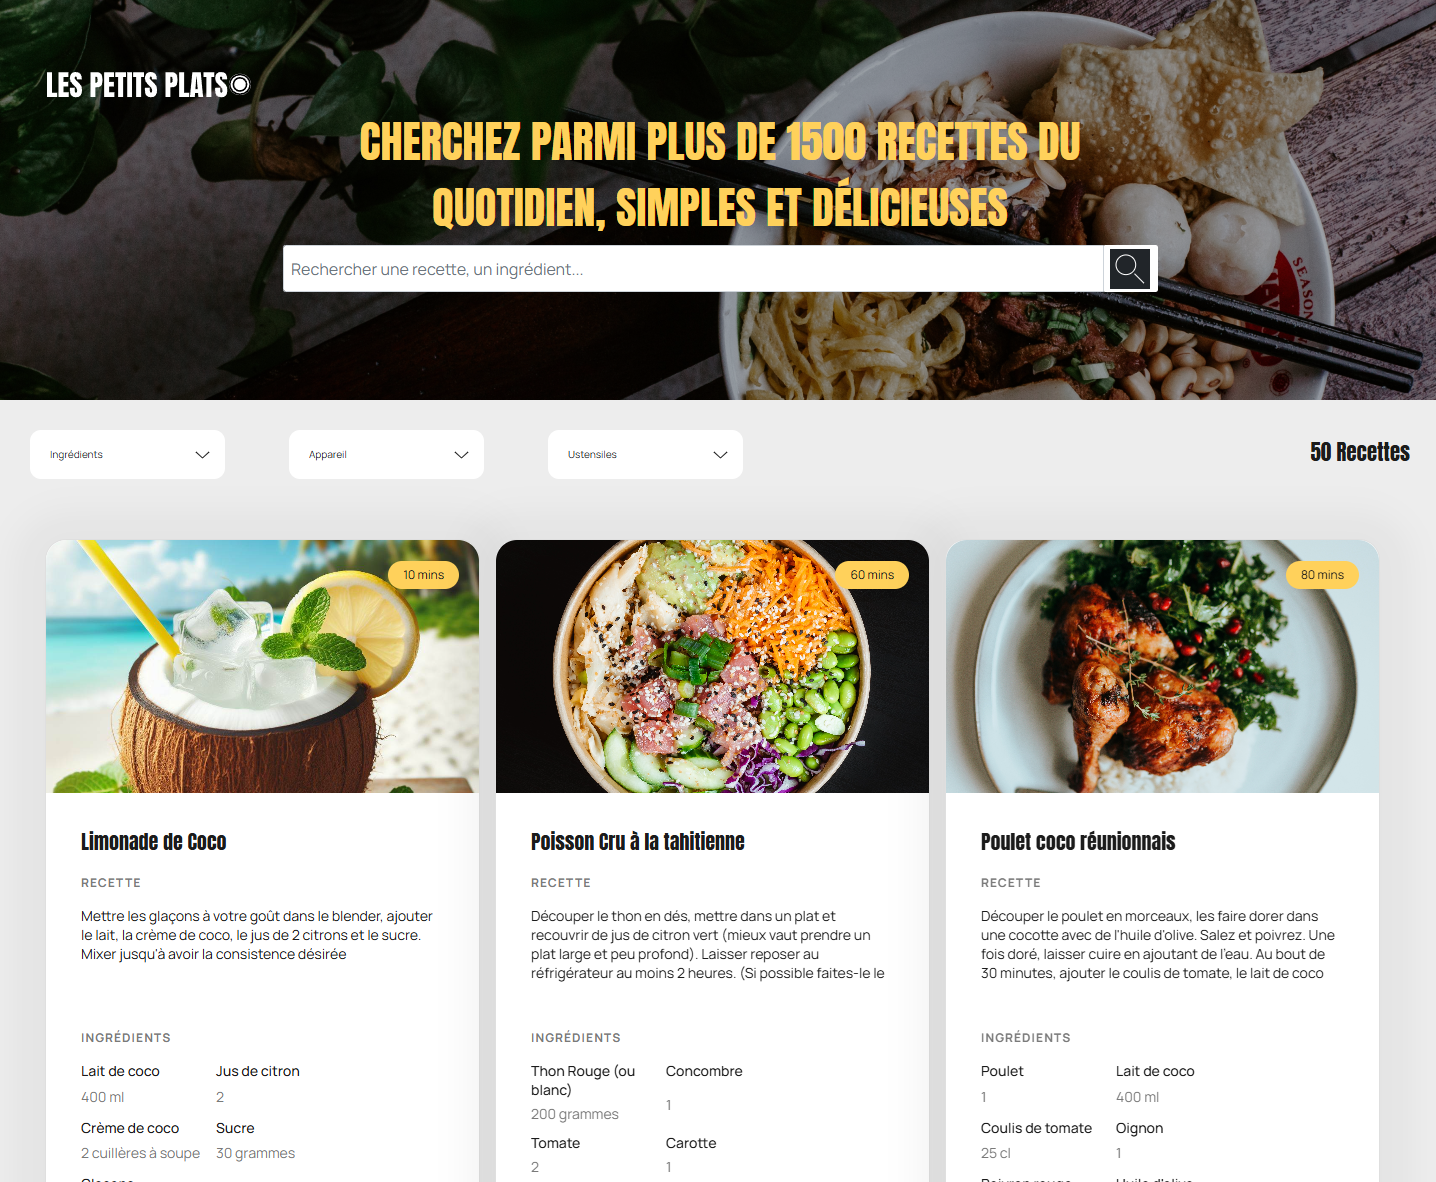 LES PETITS PLATS
CHERCHEZ PARMI PLUS DE 1500 RECETTES DU
QUOTIDIEN, SIMPLES ET DÉLICIEUSES
Rechercher une recette, un ingrédient...
SEASON
Ingrédients
Appareil
Ustensiles
50 Recettes
10 mins
60 mins
80 mins
Limonade de Coco
RECETTE
Mettre les glaçons à votre goût dans le blender, ajouter
le lait, la crème de coco, le jus de 2 citrons et le sucre.
Mixer jusqu'à avoir la consistence désirée
INGRÉDIENTS
Lait de coco
Jus de citron
400 ml
2
Crème de coco
Sucre
2 cuillères à soupe
30 grammes
Poisson Cru à la tahitienne
RECETTE
Découper le thon en dés, mettre dans un plat et
recouvrir de jus de citron vert (mieux vaut prendre un
plat large et peu profond). Laisser reposer au
réfrigérateur au moins 2 heures. (Si possible faites-le le
INGRÉDIENTS
Thon Rouge (ou
blanc)
Concombre
200 grammes
1
Tomate
Carotte
2
1
Poulet coco réunionnais
RECETTE
Découper le poulet en morceaux, les faire dorer dans
une cocotte avec de l'huile d'olive. Salez et poivrez. Une
fois doré, laisser cuire en ajoutant de l'eau. Au bout de
30 minutes, ajouter le coulis de tomate, le lait de coco
INGRÉDIENTS
Poulet
Lait de coco
1
400 ml
Coulis de tomate
Oignon
25 cl
1